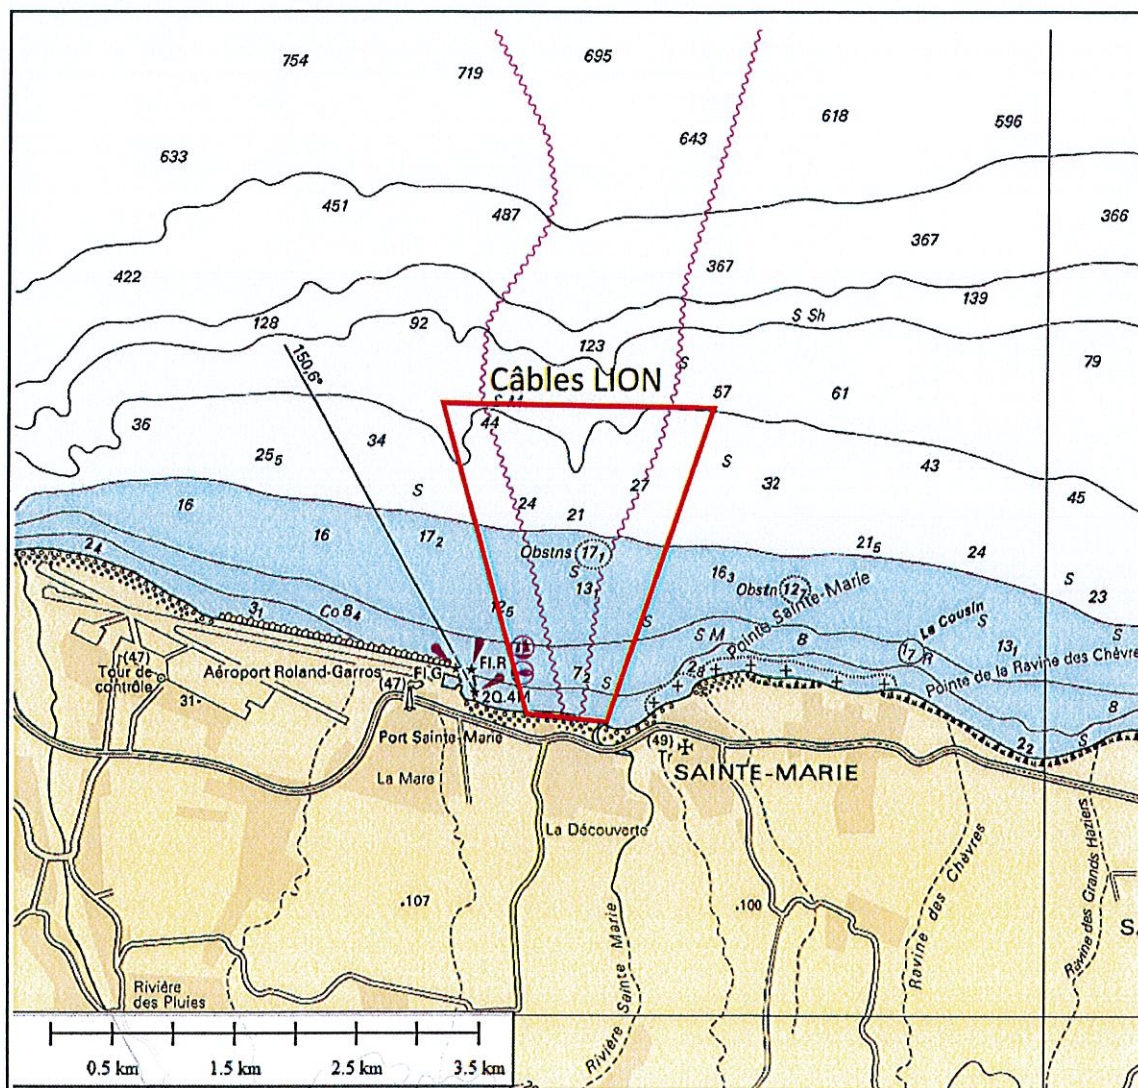 754
719
695
618
596
643
633
451
487
366
367
422
367
139
S Sh
128
92
123
79
150,6°
S
Câbles LION
57
61
S M
36
34
44
43
25₅
S
24
27
S
32
45
16
21
16
17₂
Obstns
17₁
21₅
24
S
S
2₄
12₅
13₁
16₃
Obstn
23
3₁
Co
8₄
S
S M
8
Le Cousin
S
S
13₁
Pointe Sainte-Marie
Fl.R
1₇
R
(47)
Tour de
contrôle
Aéroport Roland-Garros
Fl.G
7₂
2₈
Pointe de la Ravine des Chèvres
31
(47)
2Q.4M
S
8
Port Sainte-Marie
(49)
Tr
2₂
S
La Mare
SAINTE-MARIE
La Découverte
.107
.100
Rivière Sainte Marie
Ravine des Chèvres
Ravine des Grands Haziers
Rivière
des Pluies
0.5 km
1.5 km
2.5 km
3.5 km